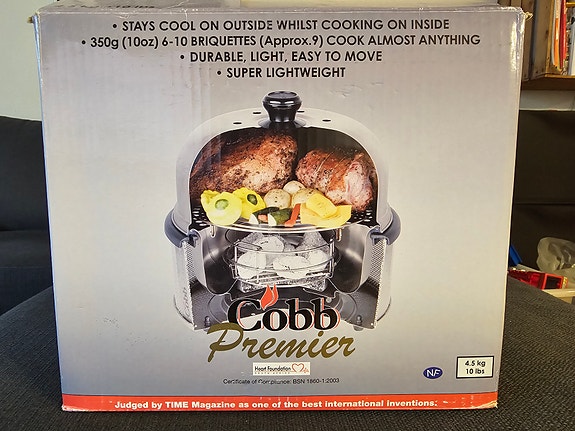 • STAYS COOL ON OUTSIDE WHILST COOKING ON INSIDE
• 350g (10oz) 6-10 BRIQUETTES (Approx.9) COOK ALMOST ANYTHING
• DURABLE, LIGHT, EASY TO MOVE
• SUPER LIGHTWEIGHT
Cobb
Premier
Heart Foundation
SOUTH AFRICA
Certificate of Compliance: BSN 1860-1:2003
NF
4.5 kg
10 lbs
Judged by TIME Magazine as one of the best international inventions.